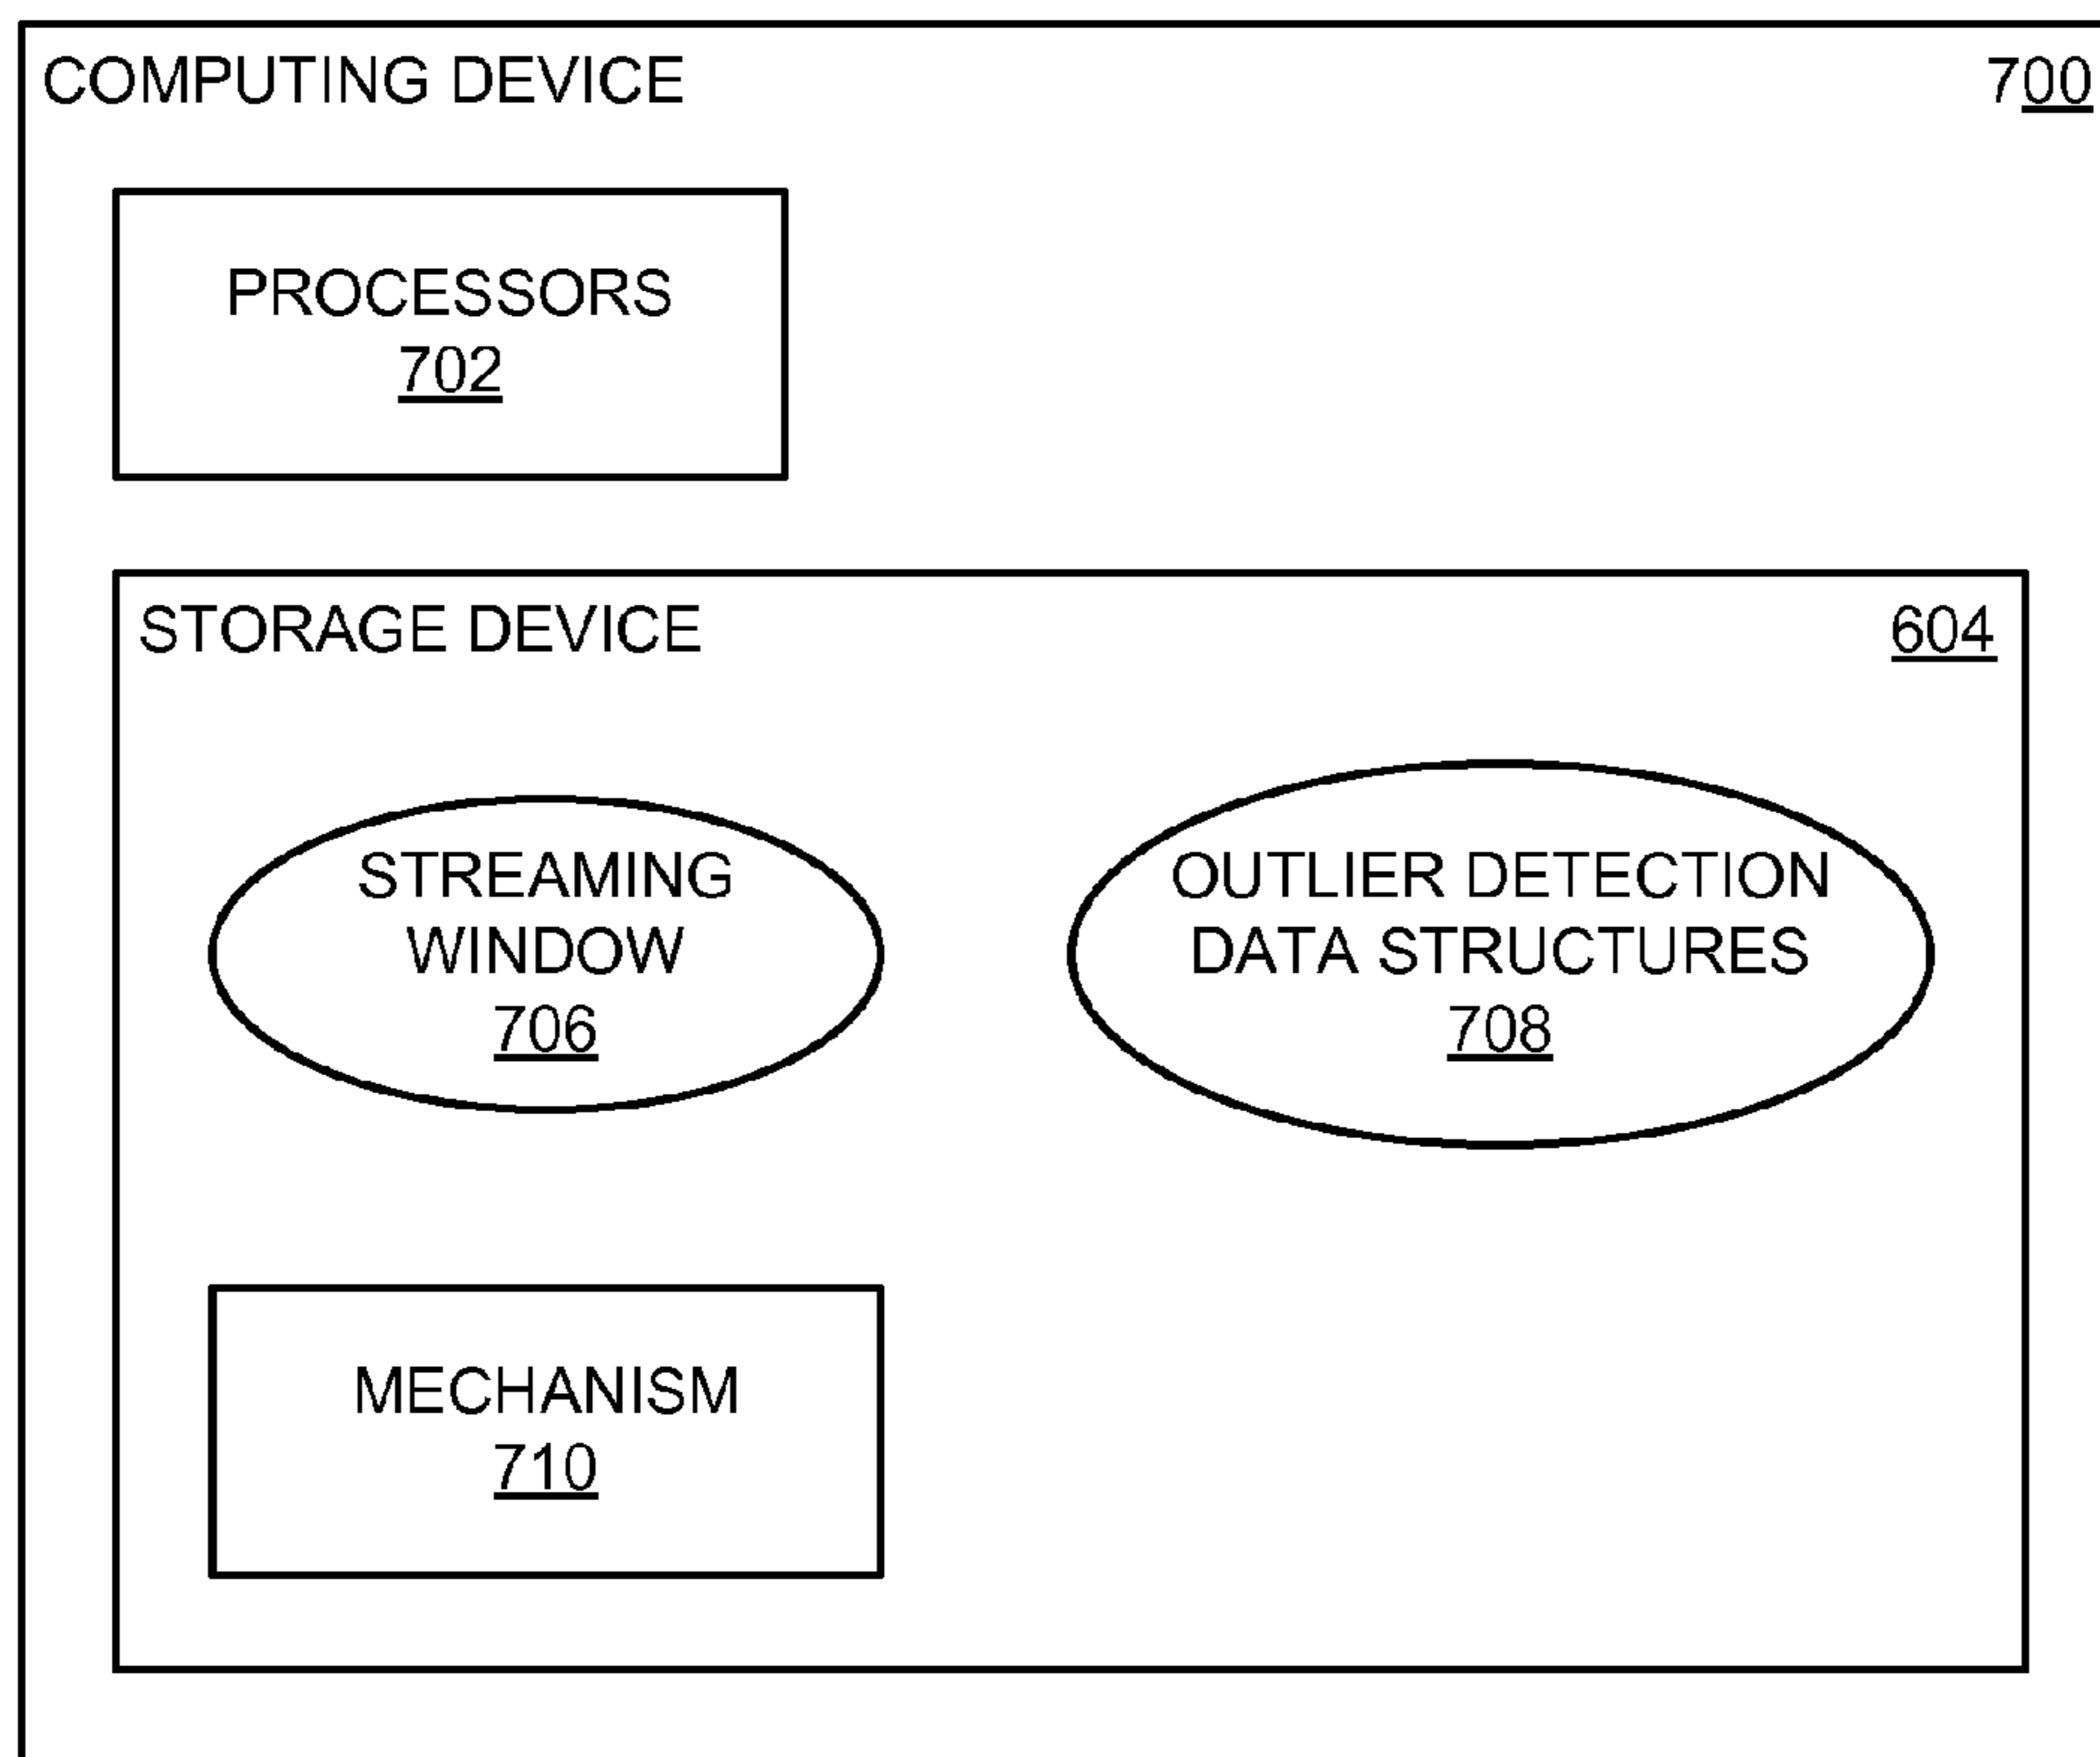 COMPUTING DEVICE 700
PROCESSORS
702
STORAGE DEVICE 604
STREAMING
WINDOW
706
OUTLIER DETECTION
DATA STRUCTURES
708
MECHANISM
710